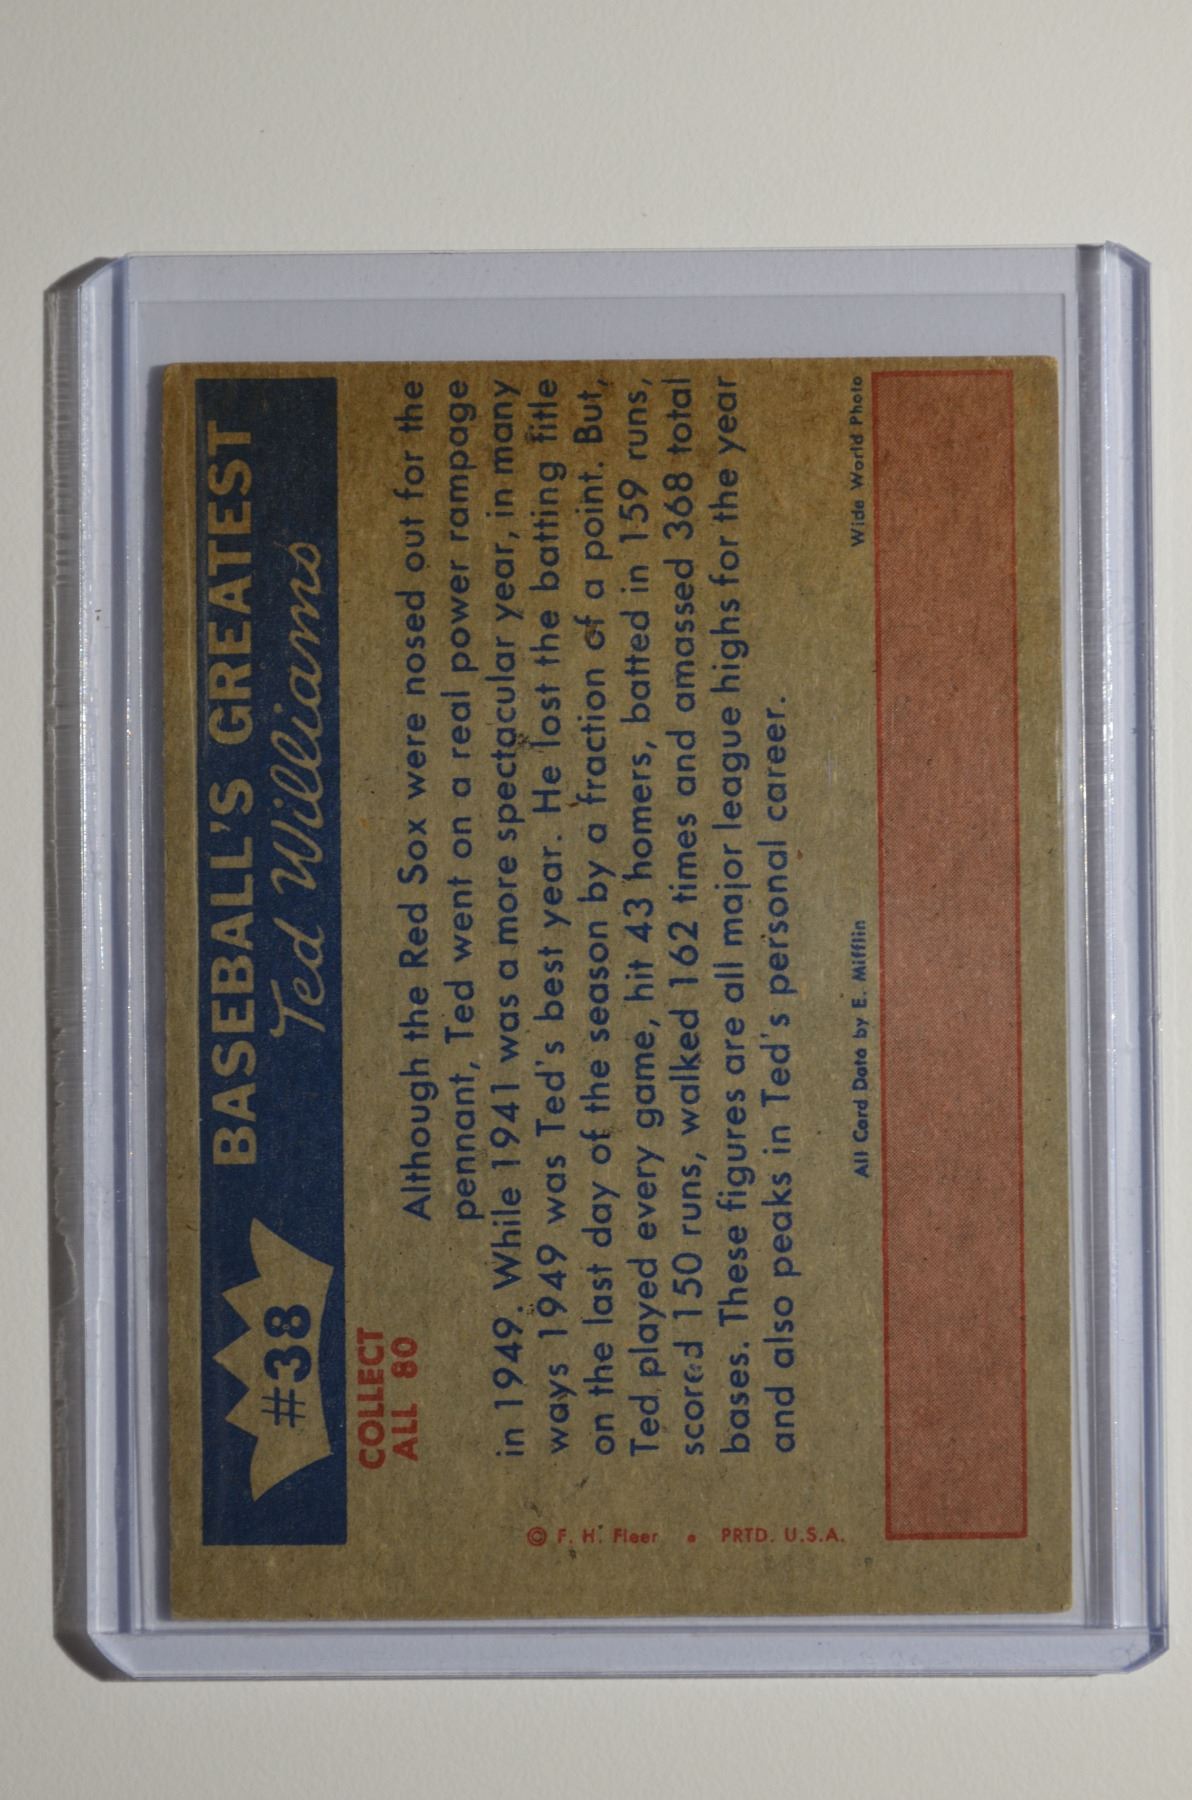 #38
BASEBALL'S GREATEST
Ted Williams
COLLECT
ALL 80
Although the Red Sox were nosed out for the
pennant, Ted went on a real power rampage
in 1949. While 1941 was a more spectacular year, in many
ways 1949 was Ted's best year. He lost the batting title
on the last day of the season by a fraction of a point. But,
Ted played every game, hit 43 homers, batted in 159 runs,
scored 150 runs, walked 162 times and amassed 368 total
bases. These figures are all major league highs for the year
and also peaks in Ted's personal career.
© F. H. Fleer • PRTD. U.S.A.
All Card Data by E. Mifflin
Wide World Photo